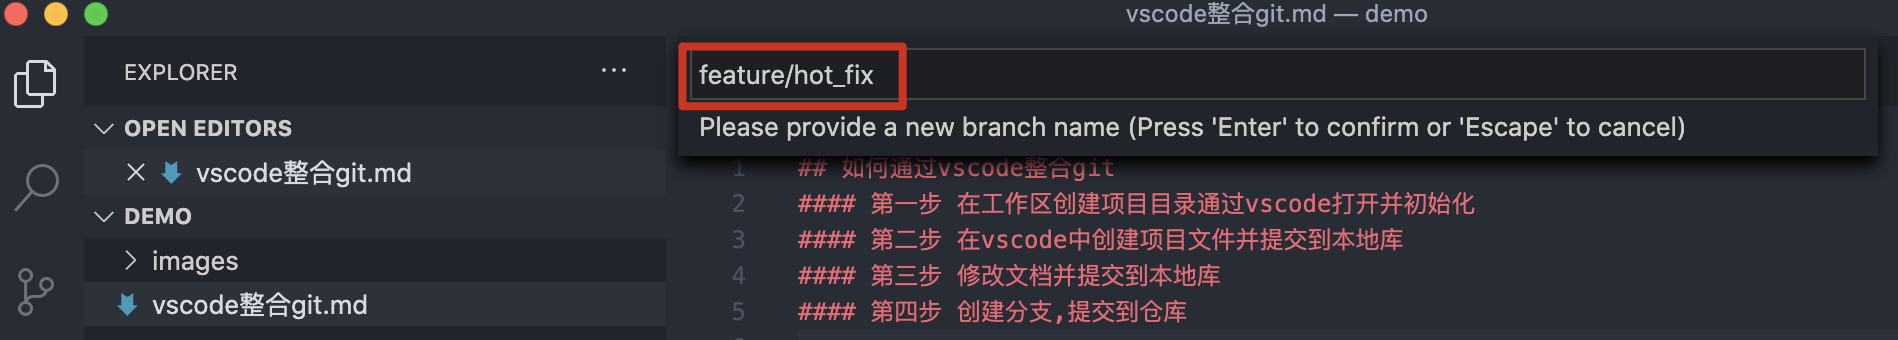 vscode整合git.md — demo
EXPLORER
feature/hot_fix
Please provide a new branch name (Press 'Enter' to confirm or 'Escape' to cancel)
OPEN EDITORS
vscode整合git.md
DEMO
images
vscode整合git.md
1 ## 如何通过vscode整合git
2 #### 第一步 在工作区创建项目目录通过vscode打开并初始化
3 #### 第二步 在vscode中创建项目文件并提交到本地库
4 #### 第三步 修改文档并提交到本地库
5 #### 第四步 创建分支,提交到仓库